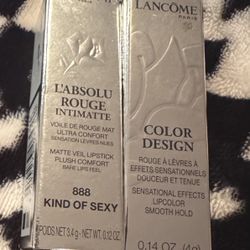 PARIS
L'ABSOLU
ROUGE
INTIMATTE
VOILE DE ROUGE MAT
ULTRA CONFORT
SENSATION LÈVRES NUES
MATTE VEIL LIPSTICK
PLUSH COMFORT
BARE LIPS FEEL
888
KIND OF SEXY
POIDS NET 3.4 g - NET WT. 0.12 OZ.
LANCÔME
PARIS
COLOR
DESIGN
ROUGE À LÈVRES À
EFFETS SENSATIONNELS
DOUCEUR ET TENUE
SENSATIONAL EFFECTS
LIPCOLOR
SMOOTH HOLD
0.14 OZ. (4g)